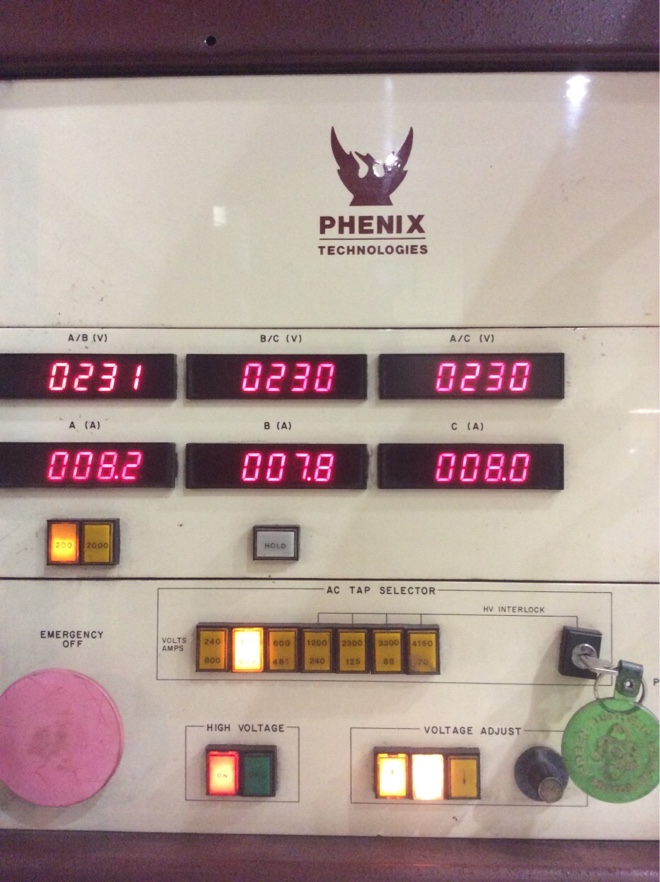 PHENIX
TECHNOLOGIES
A/B (V)
B/C (V)
A/C (V)
0231
0230
0230
A (A)
B (A)
C (A)
008.2
007.8
008.0
200
2000
HOLD
AC TAP SELECTOR
HV INTERLOCK
EMERGENCY
OFF
VOLTS
AMPS
240
600
1200
2300
3300
4160
800
481
240
125
88
70
HIGH VOLTAGE
ON
VOLTAGE ADJUST
P